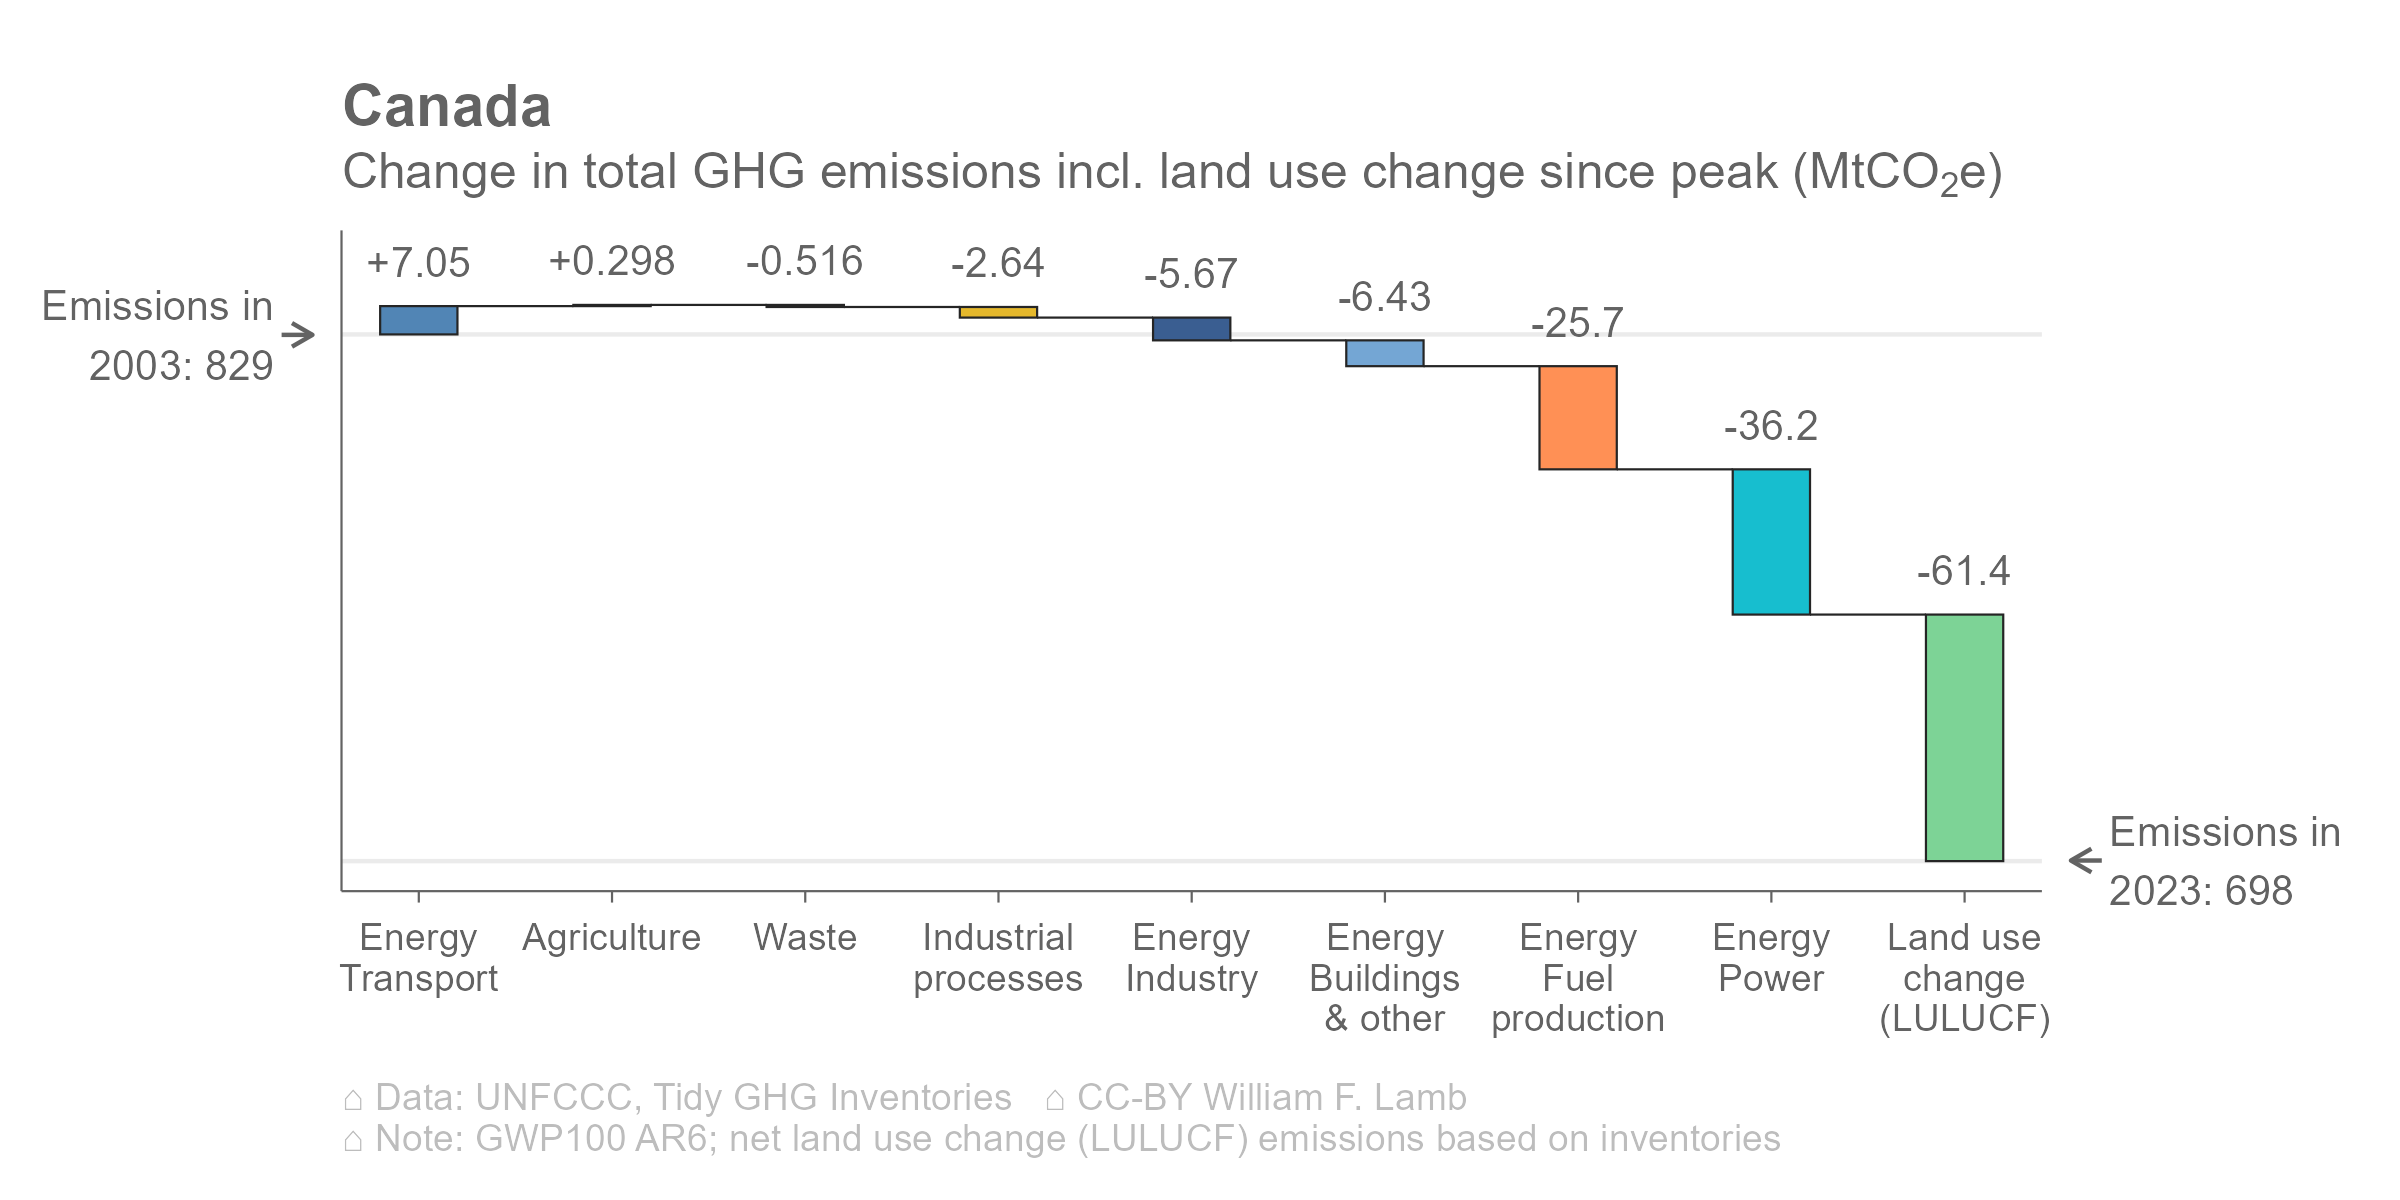 Canada
Change in total GHG emissions incl. land use change since peak (MtCO₂e)
+7.05
+0.298
-0.516
-2.64
-5.67
-6.43
-25.7
-36.2
-61.4
Emissions in
2003: 829
Emissions in
2023: 698
Energy
Transport
Agriculture
Waste
Industrial
processes
Energy
Industry
Energy
Buildings
& other
Energy
Fuel
production
Energy
Power
Land use
change
(LULUCF)
⌂ Data: UNFCCC, Tidy GHG Inventories ⌂ CC-BY William F. Lamb
⌂ Note: GWP100 AR6; net land use change (LULUCF) emissions based on inventories